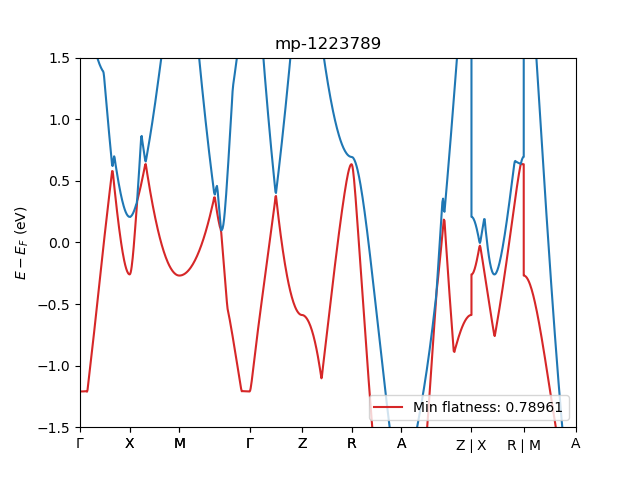 mp-1223789
1.5
1.0
0.5
0.0
−0.5
−1.0
−1.5
E − E_F (eV)
Min flatness: 0.78961
Γ X M Γ Z R A Z | X R | M A